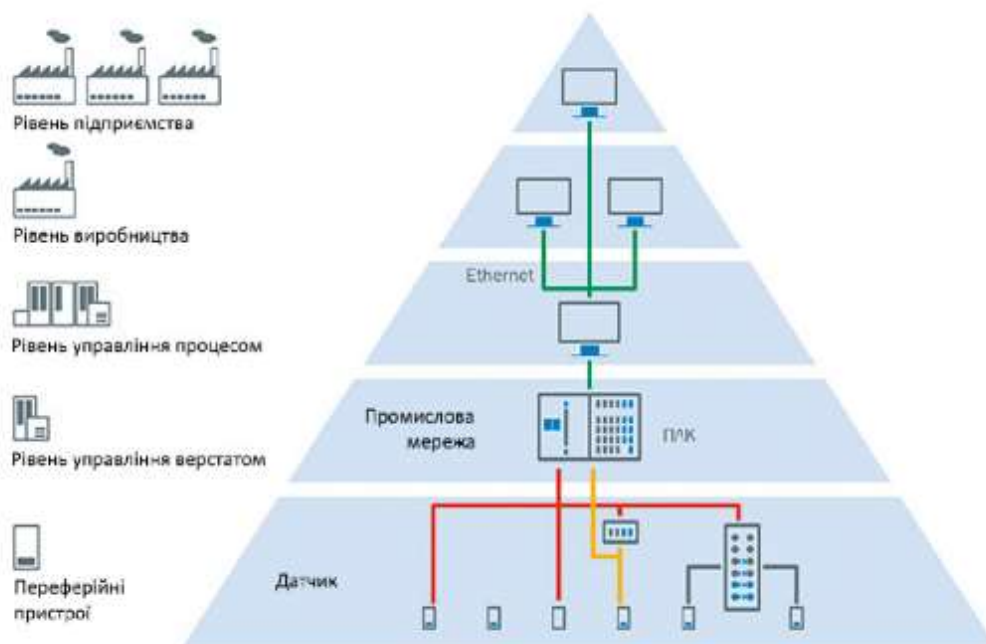 Рівень підприємства
Рівень виробництва
Ethernet
Рівень управління процесом
Промислова
мережа
ПЛК
Рівень управління верстатом
Датчик
Переферійні
пристрої